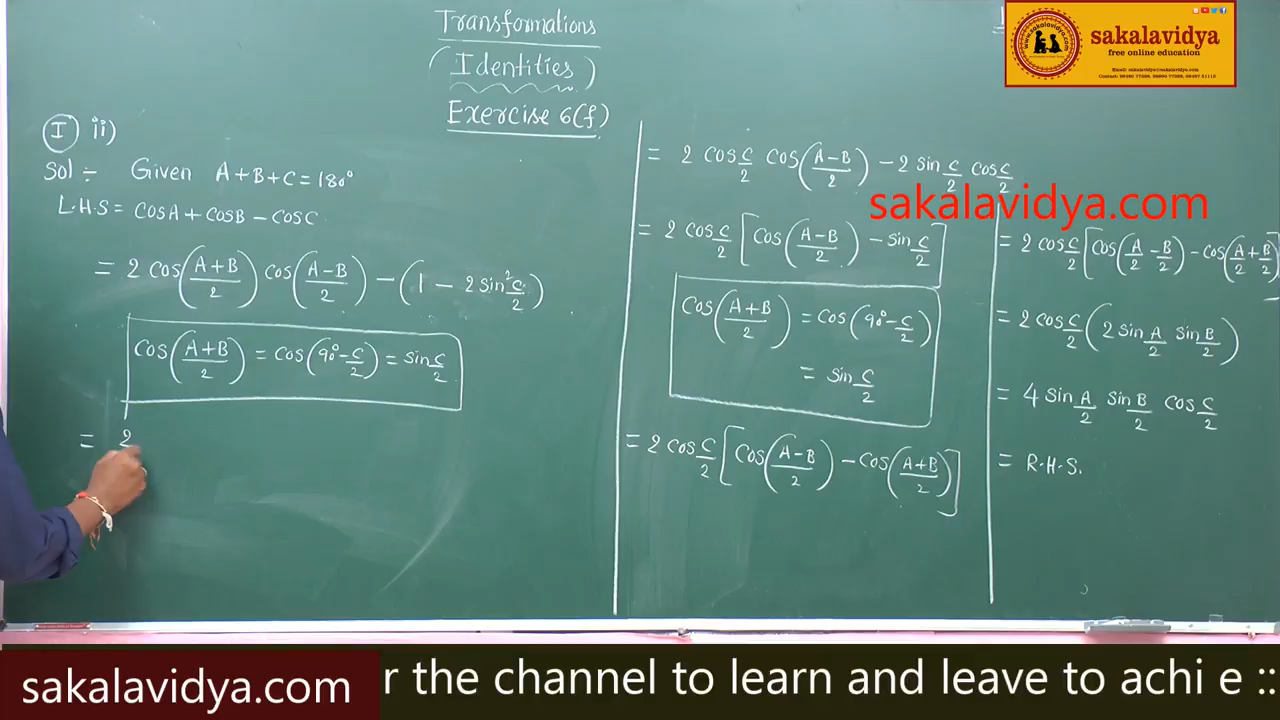 Transformations
(Identities)
Exercise 6(f)
sakalavidya
free online education
Email: sakalavidya@sakalavidya.com
I ii)
Sol ÷ Given A+B+C = 180°
L.H.S = cosA + cosB - cosC
= 2 cos((A+B)/2) cos((A-B)/2) - (1 - 2 sin² C/2)
cos((A+B)/2) = cos(90° - C/2) = sin C/2
= 2
= 2 cos C/2 cos((A-B)/2) - 2 sin C/2 cos C/2
= 2 cos C/2 [cos((A-B)/2) - sin C/2]
cos((A+B)/2) = cos(90° - C/2)
= sin C/2
= 2 cos C/2 [cos((A-B)/2) - cos((A+B)/2)]
sakalavidya.com
= 2 cos C/2 [cos(A/2 - B/2) - cos(A/2 + B/2)]
= 2 cos C/2 (2 sin A/2 sin B/2)
= 4 sin A/2 sin B/2 cos C/2
= R.H.S.
sakalavidya.com r the channel to learn and leave to achi e ::